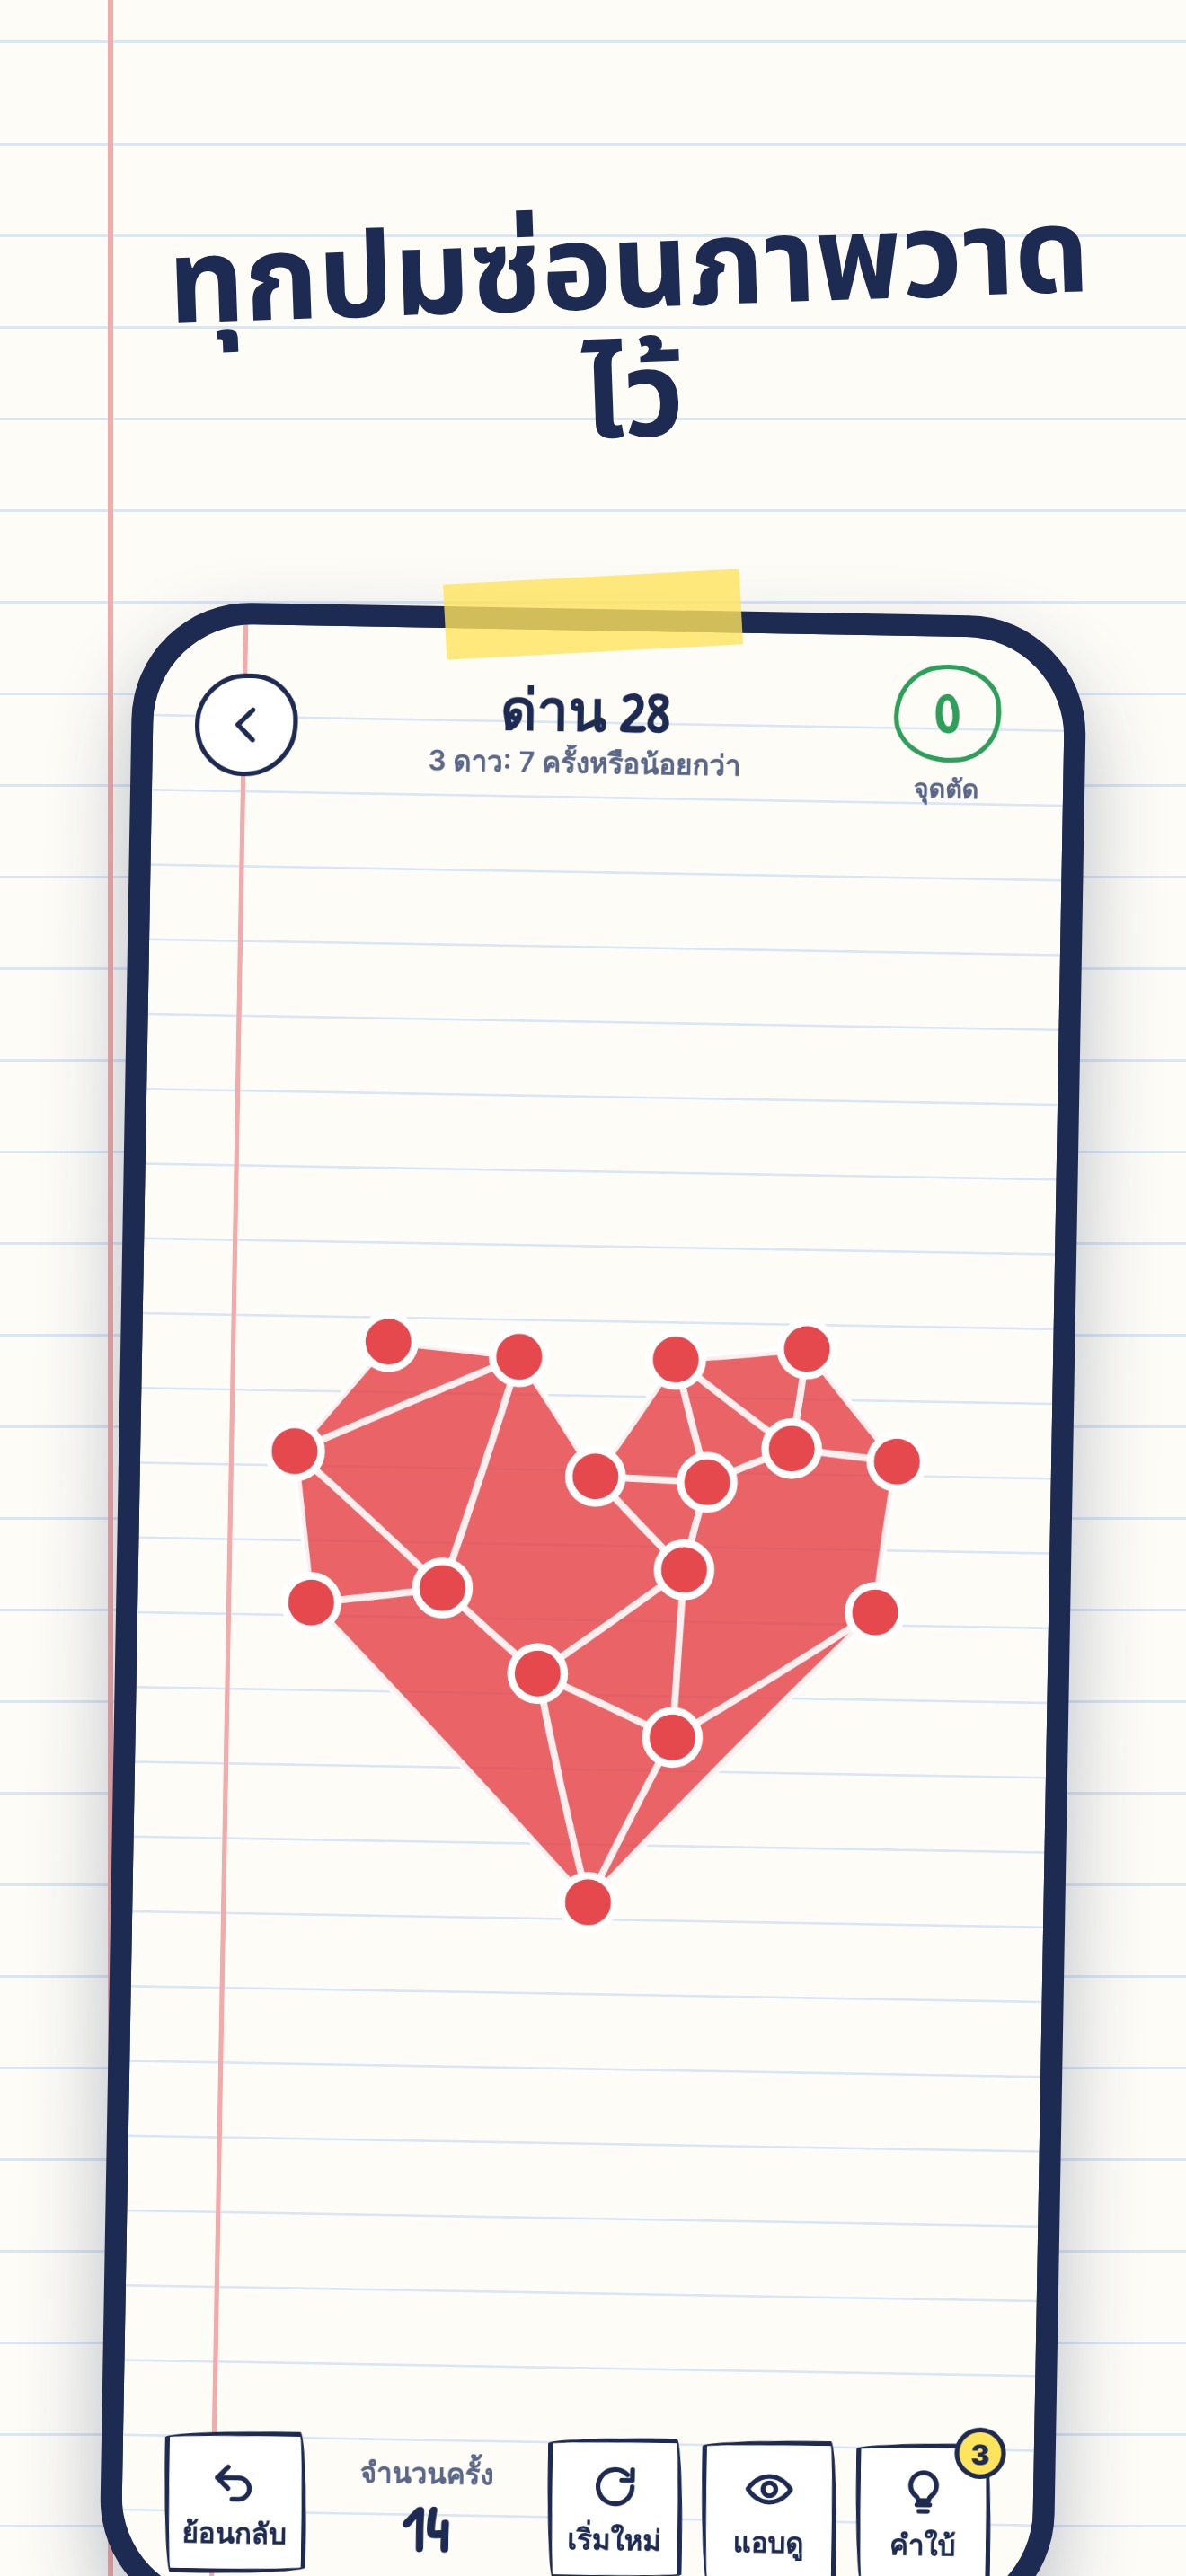 ทุกปมซ่อนภาพวาด
ไว้
ด่าน 28
3 ดาว: 7 ครั้งหรือน้อยกว่า
0
จุดตัด
3
ย้อนกลับ
จำนวนครั้ง
14
เริ่มใหม่
แอบดู
คำใบ้